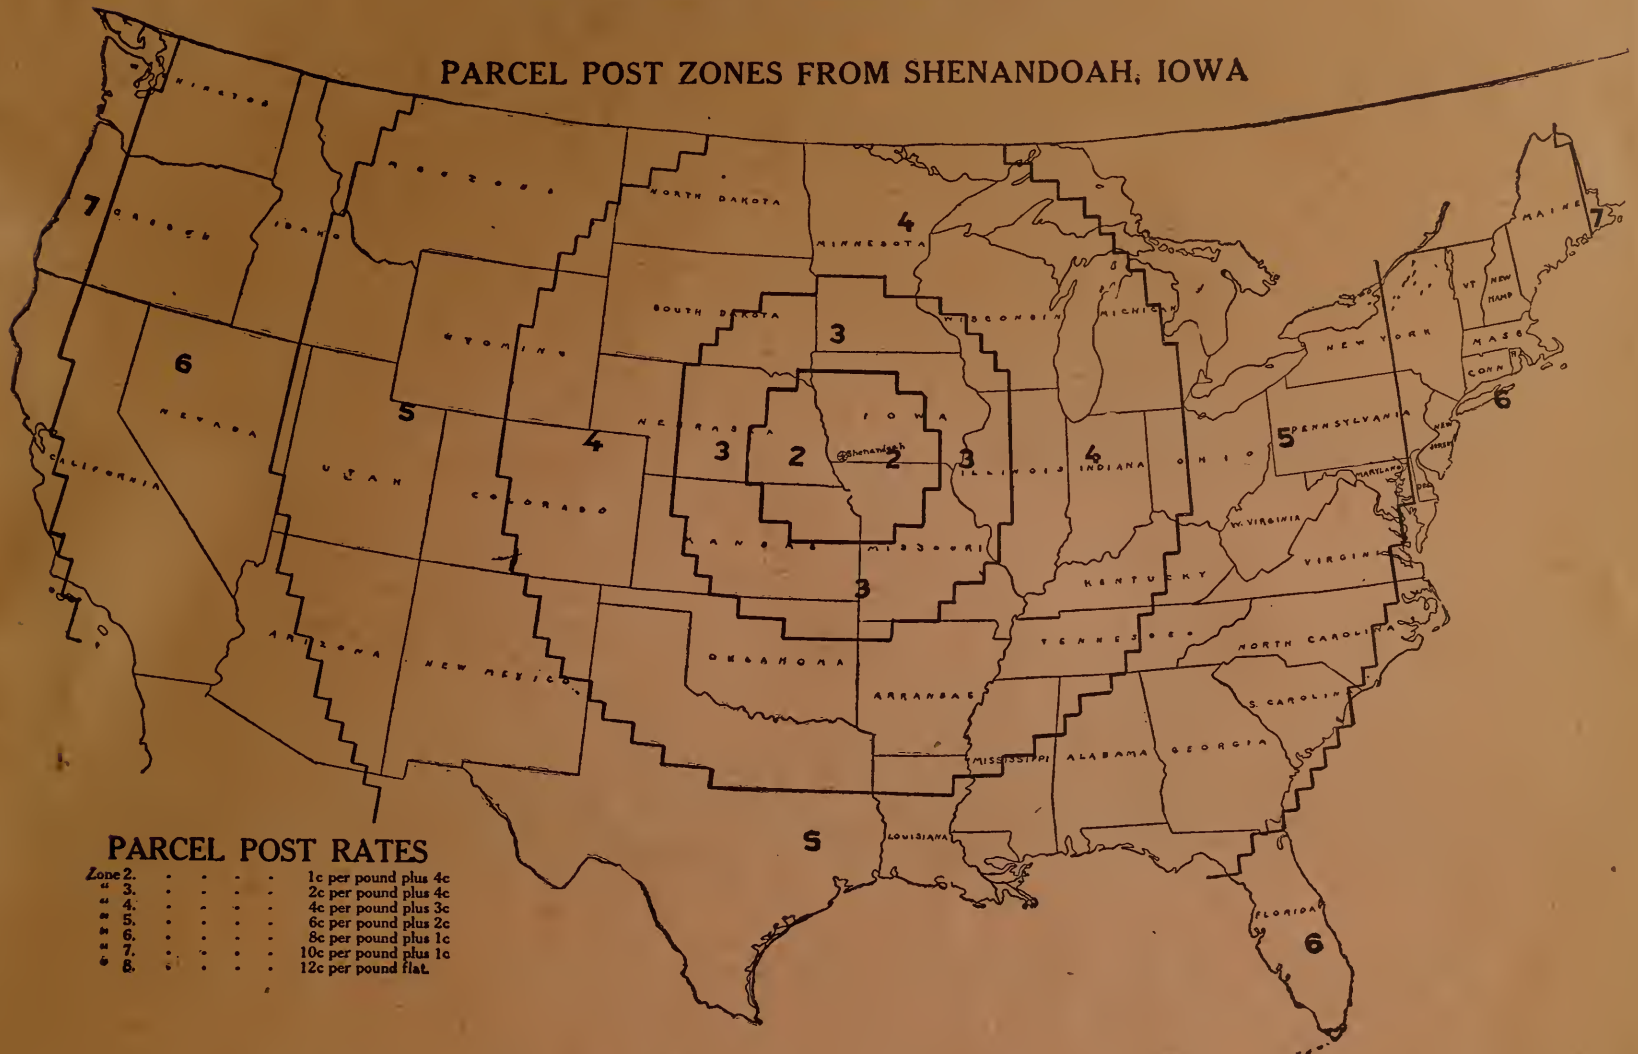 PARCEL POST ZONES FROM SHENANDOAH, IOWA
MONTANA
NORTH DAKOTA
4
MINNESOTA
7
OREGON
IDAHO
MAINE
7
SOUTH DAKOTA
3
WISCONSIN
MICHIGAN
VT
NEW HAMP
NEW YORK
MASS
CONN
R
WYOMING
6
NEVADA
5
NEBRASKA
IOWA
6
4
3
2
Shenandoah
2
3
ILLINOIS
4
INDIANA
OHIO
5
PENNSYLVANIA
NEW JERSEY
MARYLAND
DEL
CALIFORNIA
UTAH
COLORADO
KANSAS
MISSOURI
W. VIRGINIA
VIRGINI
KENTUCKY
3
ARIZONA
NEW MEXICO
OKLAHOMA
TENNESSEE
NORTH CAROLINA
ARKANSAS
S. CAROLINA
MISSISSIPPI
ALABAMA
GEORGIA
5
LOUISIANA
FLORIDA
6
PARCEL POST RATES
Zone 2. . . . . 1c per pound plus 4c
" 3. . . . . 2c per pound plus 4c
" 4. . . . . 4c per pound plus 3c
" 5. . . . . 6c per pound plus 2c
" 6. . . . . 8c per pound plus 1c
" 7. . . . . 10c per pound plus 1c
" 8. . . . . 12c per pound flat.